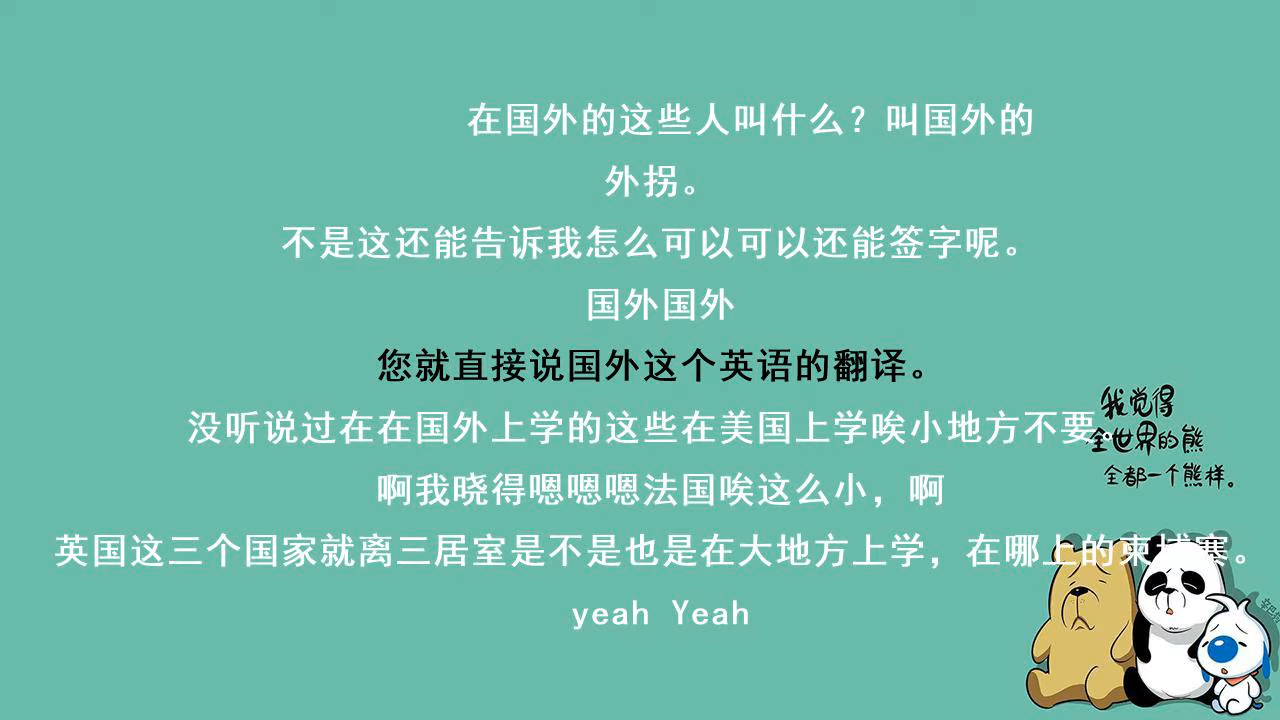 在国外的这些人叫什么？叫国外的
外拐。
不是这还能告诉我怎么可以可以还能签字呢。
国外国外
您就直接说国外这个英语的翻译。
没听说过在在国外上学的这些在美国上学唉小地方不要.
啊我晓得嗯嗯嗯法国唉这么小，啊
英国这三个国家就离三居室是不是也是在大地方上学，在哪上的柬埔寨。
yeah Yeah
我觉得
全世界的熊
全都一个熊样。